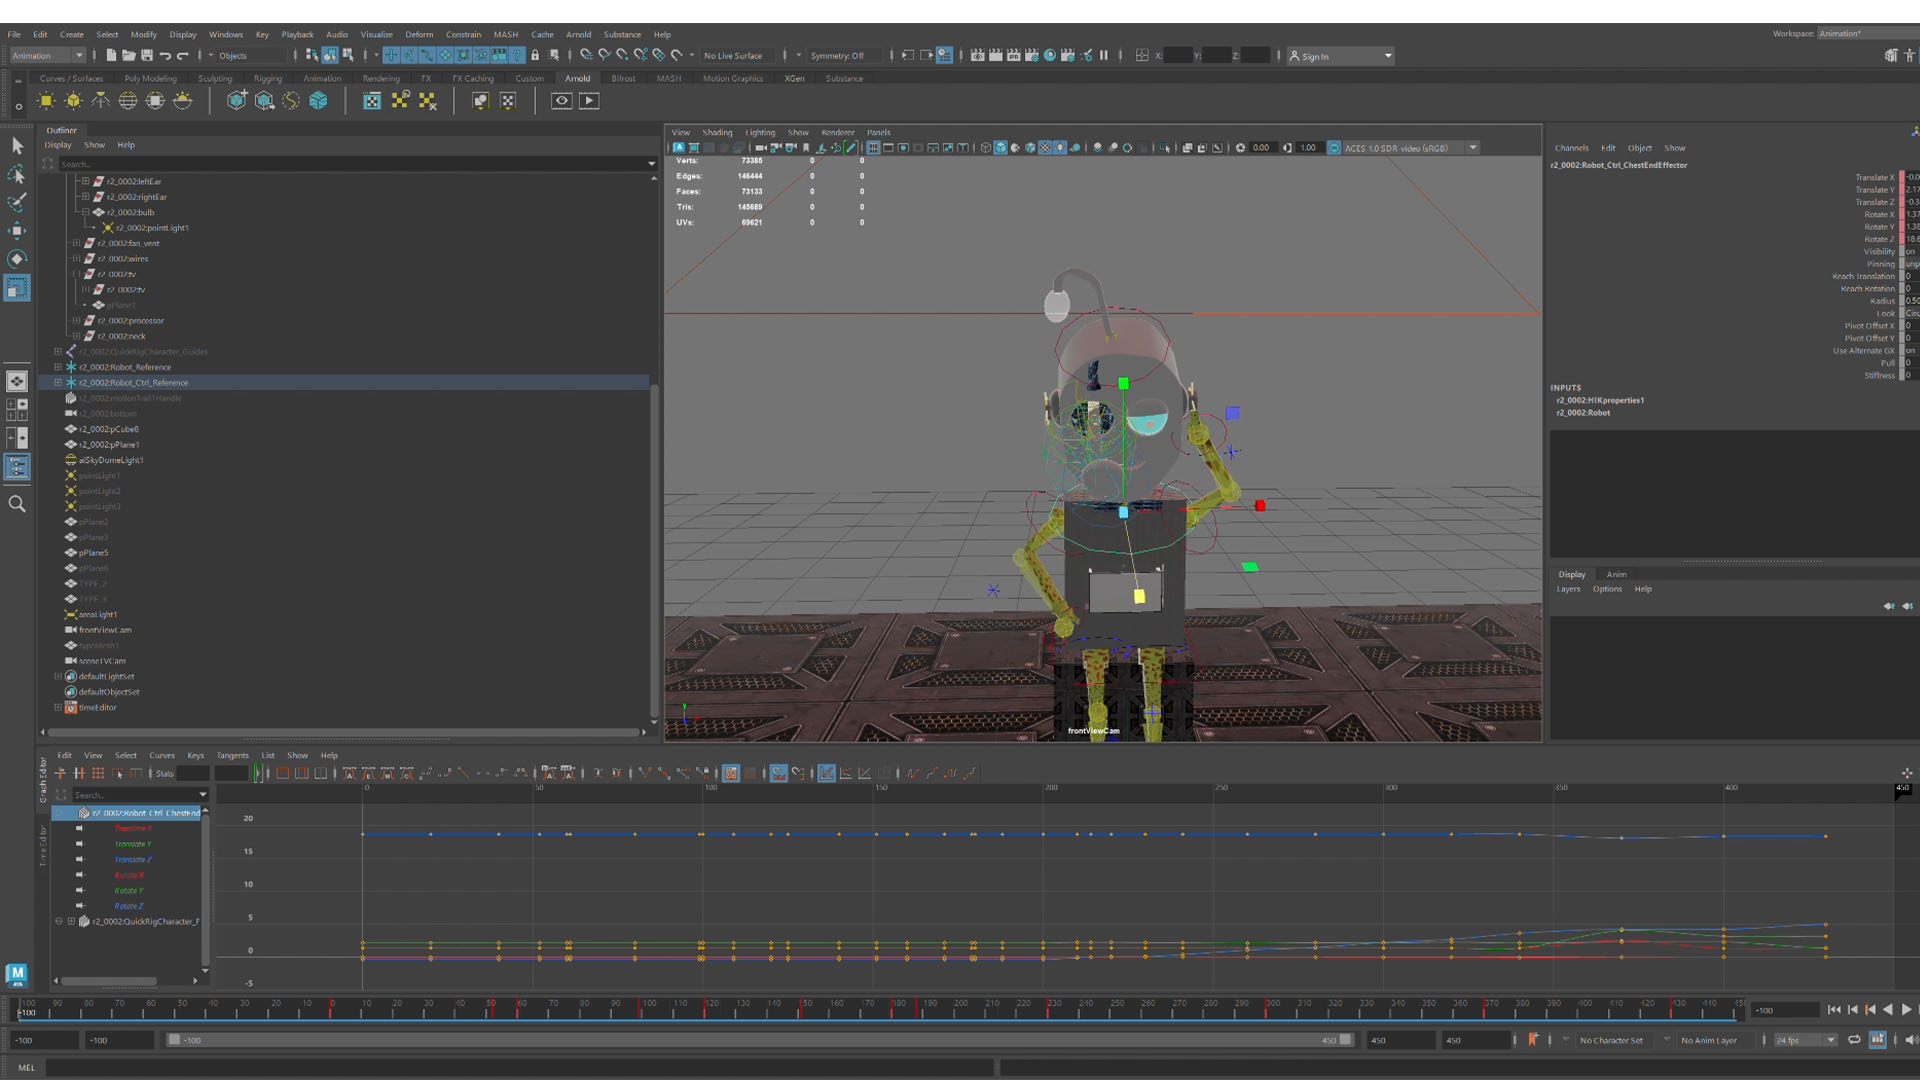 File Edit Create Select Modify Display Windows Key Playback Audio Visualize Deform Constrain MASH Cache Arnold Substance Help
Workspace: Animation*
Animation Objects No Live Surface Symmetry: Off X: Y: Z: Sign In
Curves / Surfaces Poly Modeling Sculpting Rigging Animation Rendering FX FX Caching Custom Arnold Bifrost MASH Motion Graphics XGen Substance
Outliner
Display Show Help
Search...
r2_0002:leftEar
r2_0002:rightEar
r2_0002:bulb
r2_0002:pointLight1
r2_0002:fan_vent
r2_0002:wires
r2_0002:tv
r2_0002:tv
pPlane1
r2_0002:processor
r2_0002:neck
r2_0002:QuickRigCharacter_Guides
r2_0002:Robot_Reference
r2_0002:Robot_Ctrl_Reference
r2_0002:motionTrail1Handle
r2_0002:bottom
r2_0002:pCube8
r2_0002:pPlane1
aiSkyDomeLight1
pointLight1
pointLight2
pointLight3
pPlane2
pPlane3
pPlane5
pPlane6
TYPE_2
TYPE_3
areaLight1
frontViewCam
typeMesh1
sceneTVCam
defaultLightSet
defaultObjectSet
timeEditor
View Shading Lighting Show Renderer Panels
0.00 1.00 ACES 1.0 SDR-video (sRGB)
Verts: 73385 0 0
Edges: 146444 0 0
Faces: 73133 0 0
Tris: 145689 0 0
UVs: 69621 0 0
frontViewCam
Channels Edit Object Show
r2_0002:Robot_Ctrl_ChestEndEffector
Translate X
Translate Y 2.17
Translate Z
Rotate X 1.37
Rotate Y 1.38
Rotate Z 18.6
Visibility on
Pinning unp
Reach Translation 0
Reach Rotation 0
Radius 0.50
Look Circ
Pivot Offset X 0
Pivot Offset Y 0
Use Alternate GX on
Pull 0
Stiffness 0
INPUTS
r2_0002:HIKproperties1
r2_0002:Robot
Display Anim
Layers Options Help
Graph Editor
Time Editor
Edit View Select Curves Keys Tangents List Show Help
Stats
Search...
r2_0002:Robot_Ctrl_ChestEnd
Translate X
Translate Y
Translate Z
Rotate X
Rotate Y
Rotate Z
r2_0002:QuickRigCharacter_F
0 50 100 150 200 250 300 350 400 450
20
15
10
5
0
-5
-100 90 80 70 60 50 40 30 20 10 0 10 20 30 40 50 60 70 80 90 100 110 120 130 140 150 160 170 180 190 200 210 220 230 240 250 260 270 280 290 300 310 320 330 340 350 360 370 380 390 400 410 420 430 440 45
-100
-100
-100 -100 -100 450 450 450 No Character Set No Anim Layer 24 fps
M
MEL